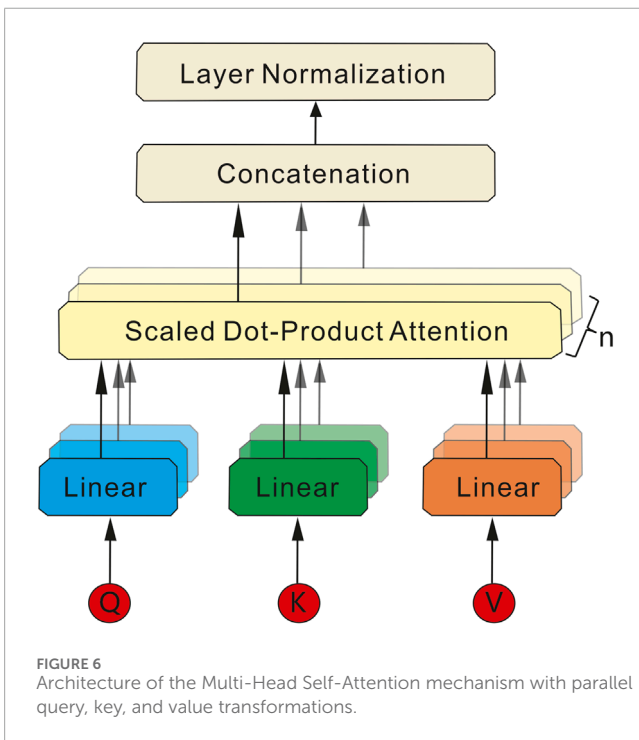 Layer Normalization
Concatenation
Scaled Dot-Product Attention
n
Linear
Linear
Linear
Q
K
V
FIGURE 6
Architecture of the Multi-Head Self-Attention mechanism with parallel
query, key, and value transformations.